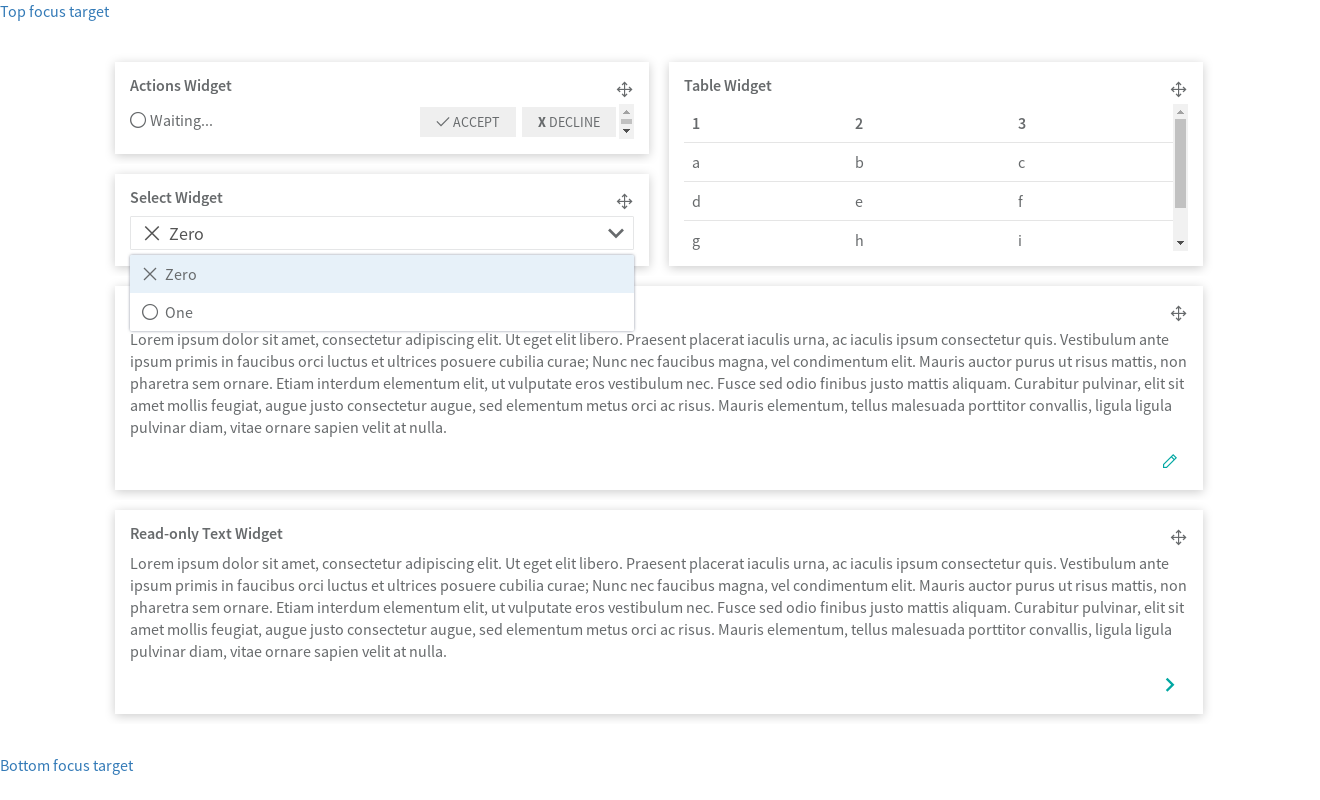 Top focus target
Actions Widget
Waiting...
ACCEPT
X DECLINE
Table Widget
1 2 3
a b c
d e f
g h i
Select Widget
Zero
Zero
One
Lorem ipsum dolor sit amet, consectetur adipiscing elit. Ut eget elit libero. Praesent placerat iaculis urna, ac iaculis ipsum consectetur quis. Vestibulum ante
ipsum primis in faucibus orci luctus et ultrices posuere cubilia curae; Nunc nec faucibus magna, vel condimentum elit. Mauris auctor purus ut risus mattis, non
pharetra sem ornare. Etiam interdum elementum elit, ut vulputate eros vestibulum nec. Fusce sed odio finibus justo mattis aliquam. Curabitur pulvinar, elit sit
amet mollis feugiat, augue justo consectetur augue, sed elementum metus orci ac risus. Mauris elementum, tellus malesuada porttitor convallis, ligula ligula
pulvinar diam, vitae ornare sapien velit at nulla.
Read-only Text Widget
Lorem ipsum dolor sit amet, consectetur adipiscing elit. Ut eget elit libero. Praesent placerat iaculis urna, ac iaculis ipsum consectetur quis. Vestibulum ante
ipsum primis in faucibus orci luctus et ultrices posuere cubilia curae; Nunc nec faucibus magna, vel condimentum elit. Mauris auctor purus ut risus mattis, non
pharetra sem ornare. Etiam interdum elementum elit, ut vulputate eros vestibulum nec. Fusce sed odio finibus justo mattis aliquam. Curabitur pulvinar, elit sit
amet mollis feugiat, augue justo consectetur augue, sed elementum metus orci ac risus. Mauris elementum, tellus malesuada porttitor convallis, ligula ligula
pulvinar diam, vitae ornare sapien velit at nulla.
Bottom focus target